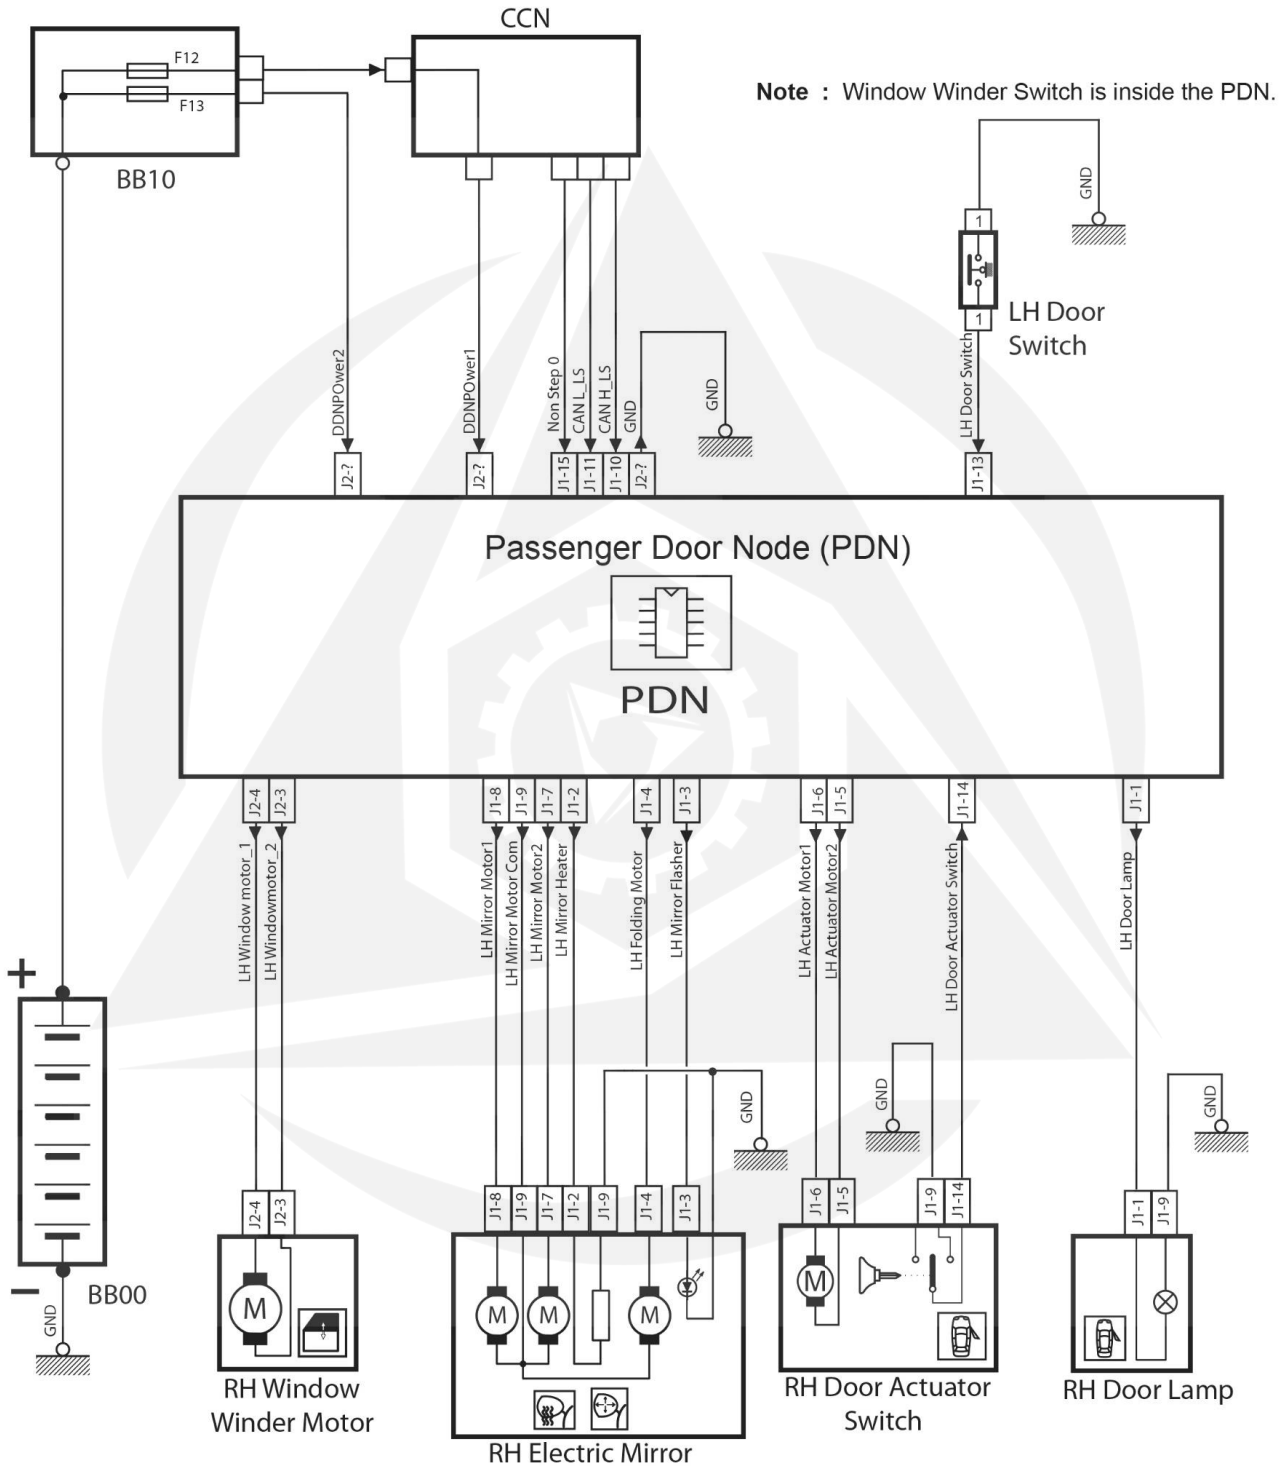 CCN
F12
F13
BB10
Note : Window Winder Switch is inside the PDN.
GND
1
1
LH Door
Switch
DDNPOwer2
DDNPOwer1
Non Step 0
CAN L_LS
CAN H_LS
GND
GND
LH Door Switch
J2-?
J2-?
J1-15
J1-11
J1-10
J2-?
J1-13
Passenger Door Node (PDN)
PDN
J2-4
J2-3
J1-8
J1-9
J1-7
J1-2
J1-4
J1-3
J1-6
J1-5
J1-14
J1-1
LH Window motor_1
LH Windowmotor_2
LH Mirror Motor1
LH Mirror Motor Com
LH Mirror Motor2
LH Mirror Heater
LH Folding Motor
LH Mirror Flasher
LH Actuator Motor1
LH Actuator Motor2
LH Door Actuator Switch
LH Door Lamp
+
GND
GND
GND
J2-4
J2-3
J1-8
J1-9
J1-7
J1-2
J1-9
J1-4
J1-3
J1-6
J1-5
J1-9
J1-14
J1-1
J1-9
−
BB00
GND
M
M
M
M
M
RH Window
Winder Motor
RH Electric Mirror
RH Door Actuator
Switch
RH Door Lamp